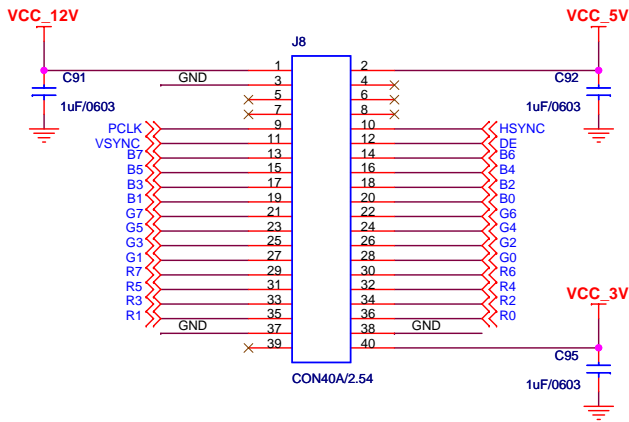 VCC_12V VCC_5V
J8
1 2
C91 C92
GND 3 4
5 6
1uF/0603 7 8 1uF/0603
PCLK 9 10 HSYNC
VSYNC 11 12 DE
B7 13 14 B6
B5 15 16 B4
B3 17 18 B2
B1 19 20 B0
G7 21 22 G6
G5 23 24 G4
G3 25 26 G2
G1 27 28 G0
R7 29 30 R6
R5 31 32 R4
VCC_3V
R3 33 34 R2
R1 35 36 R0
GND 37 38 GND
39 40
C95
CON40A/2.54 1uF/0603